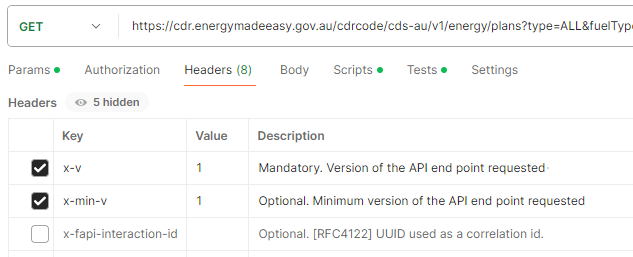 GET https://cdr.energymadeeasy.gov.au/cdrcode/cds-au/v1/energy/plans?type=ALL&fuelType
Params Authorization Headers (8) Body Scripts Tests Settings
Headers 5 hidden
Key Value Description
x-v 1 Mandatory. Version of the API end point requested
x-min-v 1 Optional. Minimum version of the API end point requested
x-fapi-interaction-id Optional. [RFC4122] UUID used as a correlation id.